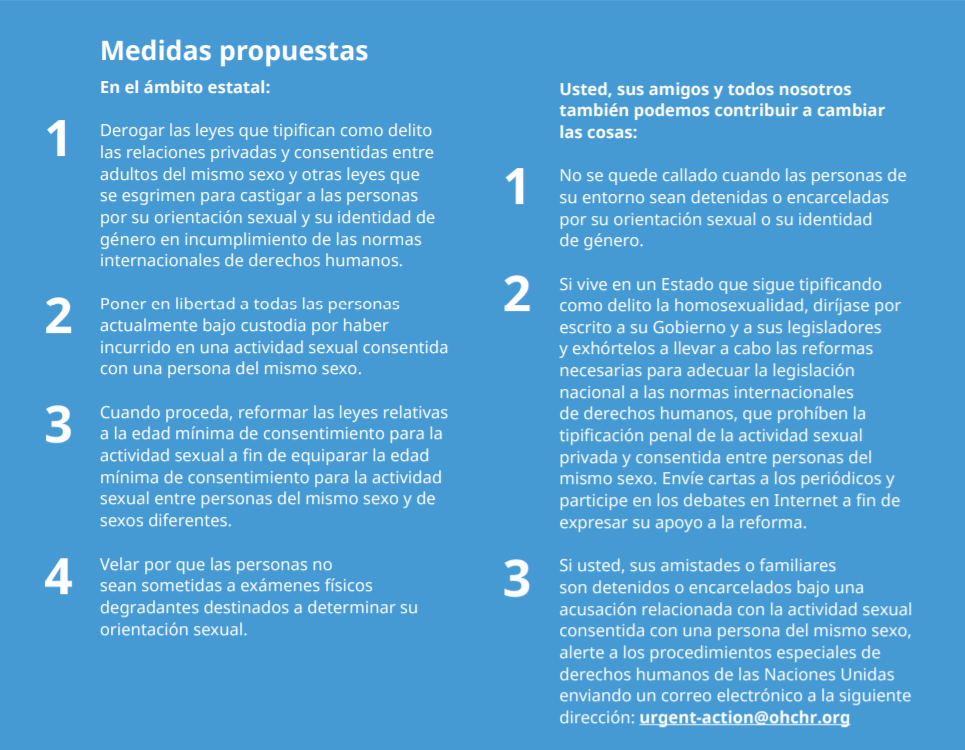 Medidas propuestas
En el ámbito estatal:
1
Derogar las leyes que tipifican como delito
las relaciones privadas y consentidas entre
adultos del mismo sexo y otras leyes que
se esgrimen para castigar a las personas
por su orientación sexual y su identidad de
género en incumplimiento de las normas
internacionales de derechos humanos.
2
Poner en libertad a todas las personas
actualmente bajo custodia por haber
incurrido en una actividad sexual consentida
con una persona del mismo sexo.
3
Cuando proceda, reformar las leyes relativas
a la edad mínima de consentimiento para la
actividad sexual a fin de equiparar la edad
mínima de consentimiento para la actividad
sexual entre personas del mismo sexo y de
sexos diferentes.
4
Velar por que las personas no
sean sometidas a exámenes físicos
degradantes destinados a determinar su
orientación sexual.
Usted, sus amigos y todos nosotros
también podemos contribuir a cambiar
las cosas:
1
No se quede callado cuando las personas de
su entorno sean detenidas o encarceladas
por su orientación sexual o su identidad
de género.
2
Si vive en un Estado que sigue tipificando
como delito la homosexualidad, diríjase por
escrito a su Gobierno y a sus legisladores
y exhórtelos a llevar a cabo las reformas
necesarias para adecuar la legislación
nacional a las normas internacionales
de derechos humanos, que prohíben la
tipificación penal de la actividad sexual
privada y consentida entre personas del
mismo sexo. Envíe cartas a los periódicos y
participe en los debates en Internet a fin de
expresar su apoyo a la reforma.
3
Si usted, sus amistades o familiares
son detenidos o encarcelados bajo una
acusación relacionada con la actividad sexual
consentida con una persona del mismo sexo,
alerte a los procedimientos especiales de
derechos humanos de las Naciones Unidas
enviando un correo electrónico a la siguiente
dirección: urgent-action@ohchr.org